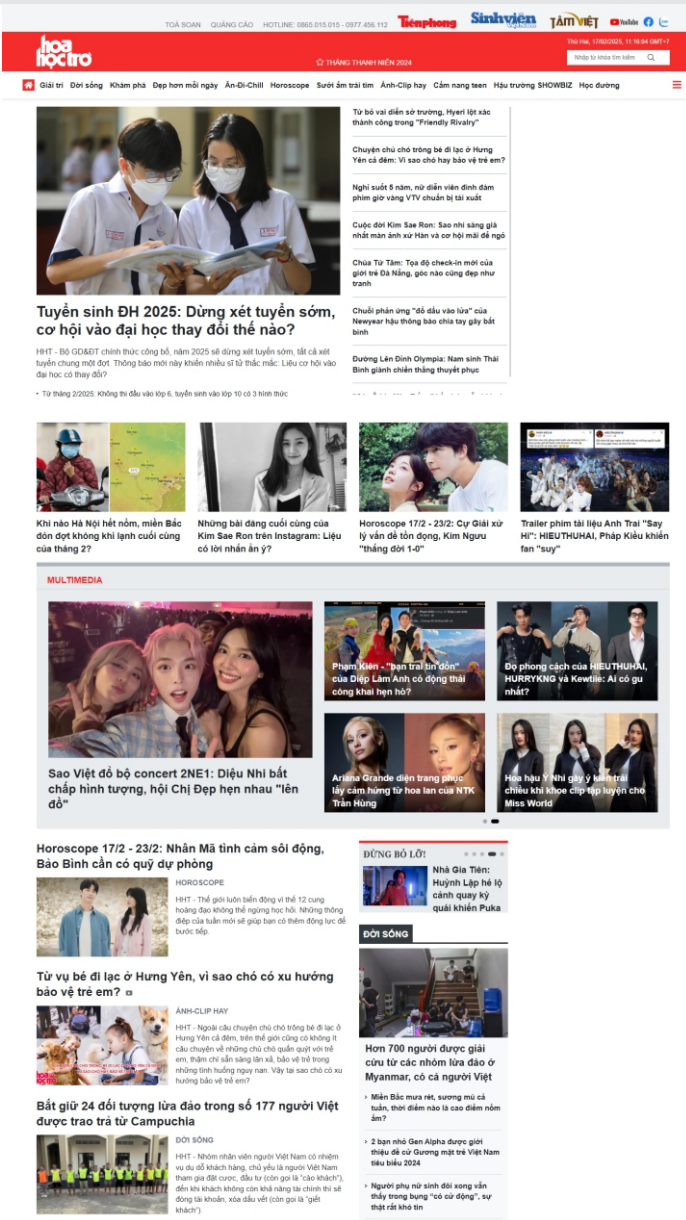 TOÀ SOẠN QUẢNG CÁO HOTLINE: 0865.015.015 - 0977.456.112 Tiềnphong Sinhviên TÂMVIỆT YouTube
Thứ Hai, 17/02/2025, 11:16:04 GMT+7
hoa
học trò
THÁNG THANH NIÊN 2024
Nhập từ khóa tìm kiếm
Giải trí Đời sống Khám phá Đẹp hơn mỗi ngày Ăn-Đi-Chill Horoscope Sưởi ấm trái tim Ảnh-Clip hay Cẩm nang teen Hậu trường SHOWBIZ Học đường
Tuyển sinh ĐH 2025: Dừng xét tuyển sớm,
cơ hội vào đại học thay đổi thế nào?
HHT - Bộ GD&ĐT chính thức công bố, năm 2025 sẽ dừng xét tuyển sớm, tất cả xét
tuyển chung một đợt. Thông báo mới này khiến nhiều sĩ tử thắc mắc: Liệu cơ hội vào
đại học có thay đổi?
Từ tháng 2/2025: Không thi đầu vào lớp 6, tuyển sinh vào lớp 10 có 3 hình thức
Từ bỏ vai diễn sở trường, Hyeri lột xác
thành công trong "Friendly Rivalry"
Chuyện chú chó trông bé đi lạc ở Hưng
Yên cả đêm: Vì sao chó hay bảo vệ trẻ em?
Nghỉ suốt 5 năm, nữ diễn viên đình đám
phim giờ vàng VTV chuẩn bị tái xuất
Cuộc đời Kim Sae Ron: Sao nhí sáng giá
nhất màn ảnh xứ Hàn và cơ hội mãi để ngỏ
Chùa Từ Tâm: Tọa độ check-in mới của
giới trẻ Đà Nẵng, góc nào cũng đẹp như
tranh
Chuỗi phản ứng "đổ dầu vào lửa" của
Newyear hậu thông báo chia tay gây bất
bình
Đường Lên Đỉnh Olympia: Nam sinh Thái
Bình giành chiến thắng thuyết phục
Khi nào Hà Nội hết nồm, miền Bắc
đón đợt không khí lạnh cuối cùng
của tháng 2?
Những bài đăng cuối cùng của
Kim Sae Ron trên Instagram: Liệu
có lời nhắn ẩn ý?
Horoscope 17/2 - 23/2: Cự Giải xử
lý vấn đề tồn đọng, Kim Ngưu
"thắng đời 1-0"
Trailer phim tài liệu Anh Trai "Say
Hi": HIEUTHUHAI, Pháp Kiều khiến
fan "suy"
MULTIMEDIA
Sao Việt đổ bộ concert 2NE1: Diệu Nhi bất
chấp hình tượng, hội Chị Đẹp hẹn nhau "lên
đồ"
Phạm Kiên - "bạn trai tin đồn"
của Diệp Lâm Anh có động thái
công khai hẹn hò?
Đọ phong cách của HIEUTHUHAI,
HURRYKNG và Kewtiie: Ai có gu
nhất?
Ariana Grande diện trang phục
lấy cảm hứng từ hoa lan của NTK
Trần Hùng
Hoa hậu Ý Nhi gây ý kiến trái
chiều khi khoe clip tập luyện cho
Miss World
Horoscope 17/2 - 23/2: Nhân Mã tình cảm sôi động,
Bảo Bình cần có quỹ dự phòng
HOROSCOPE
HHT - Thế giới luôn biến động vì thế 12 cung
hoàng đạo không thể ngừng học hỏi. Những thông
điệp của tuần mới sẽ giúp bạn có thêm động lực để
bước tiếp.
Từ vụ bé đi lạc ở Hưng Yên, vì sao chó có xu hướng
bảo vệ trẻ em?
ẢNH-CLIP HAY
HHT - Ngoài câu chuyện chú chó trông bé đi lạc ở
Hưng Yên cả đêm, trên thế giới cũng có không ít
câu chuyện về những chú chó quấn quýt với trẻ
em, thậm chí sẵn sàng lăn xả, bảo vệ trẻ trong
những tình huống nguy nan. Vậy tại sao chó có xu
hướng bảo vệ trẻ em?
Bắt giữ 24 đối tượng lừa đảo trong số 177 người Việt
được trao trả từ Campuchia
ĐỜI SỐNG
HHT - Nhóm nhân viên người Việt Nam có nhiệm
vụ dụ dỗ khách hàng, chủ yếu là người Việt Nam
tham gia đặt cược, đầu tư (còn gọi là "cào khách"),
đến khi khách không còn khả năng tài chính thì sẽ
đóng tài khoản, xóa dấu vết (còn gọi là "giết
khách").
ĐỪNG BỎ LỠ!
Nhà Gia Tiên:
Huỳnh Lập hé lộ
cảnh quay kỳ
quái khiến Puka
ĐỜI SỐNG
Hơn 700 người được giải
cứu từ các nhóm lừa đảo ở
Myanmar, có cả người Việt
Miền Bắc mưa rét, sương mù cả
tuần, thời điểm nào là cao điểm nồm
ẩm?
2 bạn nhỏ Gen Alpha được giới
thiệu đề cử Gương mặt trẻ Việt Nam
tiêu biểu 2024
Người phụ nữ sinh đôi xong vẫn
thấy trong bụng "có cử động", sự
thật rất khó tin